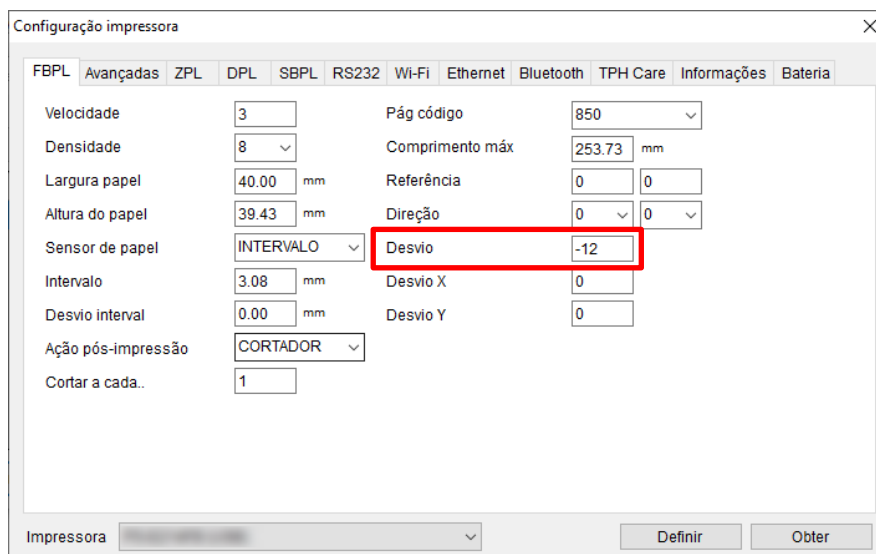 Configuração impressora
FBPL Avançadas ZPL DPL SBPL RS232 Wi-Fi Ethernet Bluetooth TPH Care Informações Bateria
Velocidade 3 Pág código 850
Densidade 8 Comprimento máx 253.73 mm
Largura papel 40.00 mm Referência 0 0
Altura do papel 39.43 mm Direção 0 0
Sensor de papel INTERVALO Desvio -12
Intervalo 3.08 mm Desvio X 0
Desvio interval 0.00 mm Desvio Y 0
Ação pós-impressão CORTADOR
Cortar a cada.. 1
Impressora Definir Obter